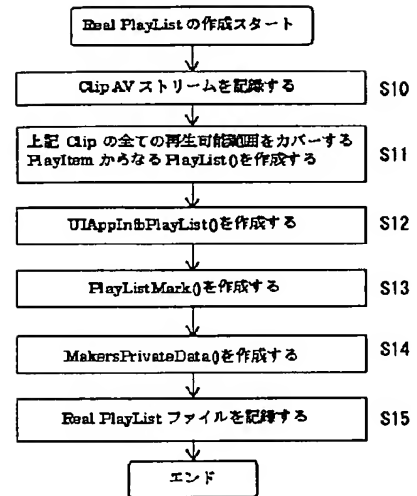 Real PlayList の作成スタート
Clip AV ストリームを記録する
S10
上記 Clip の全ての再生可能範囲をカバーする
PlayItem からなる PlayList()を作成する
S11
UIAppInfoPlayList()を作成する
S12
PlayListMark()を作成する
S13
MakersPrivateData()を作成する
S14
Real PlayList ファイルを記録する
S15
エンド